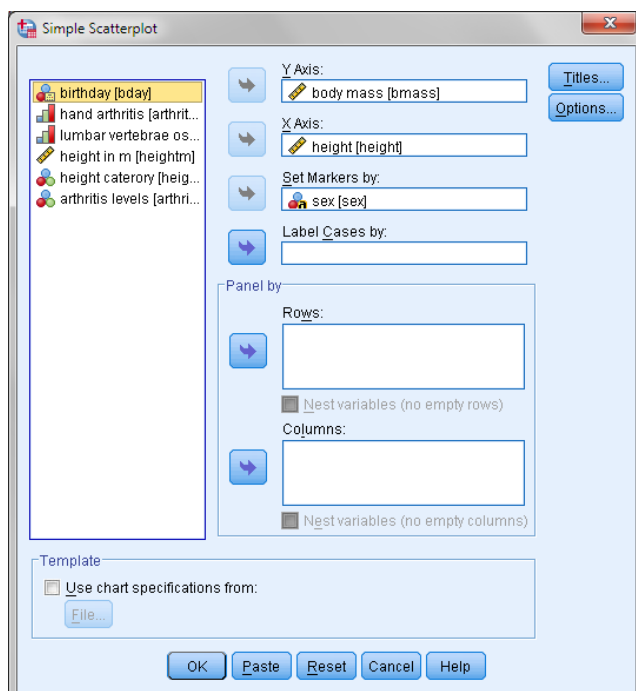 Simple Scatterplot
birthday [bday]
hand arthritis [arthrit...
lumbar vertebrae os...
height in m [heightm]
height caterory [heig...
arthritis levels [arthri...
Y Axis:
body mass [bmass]
X Axis:
height [height]
Set Markers by:
a
sex [sex]
Label Cases by:
Panel by
Rows:
Nest variables (no empty rows)
Columns:
Nest variables (no empty columns)
Titles...
Options...
Template
Use chart specifications from:
File...
OK Paste Reset Cancel Help